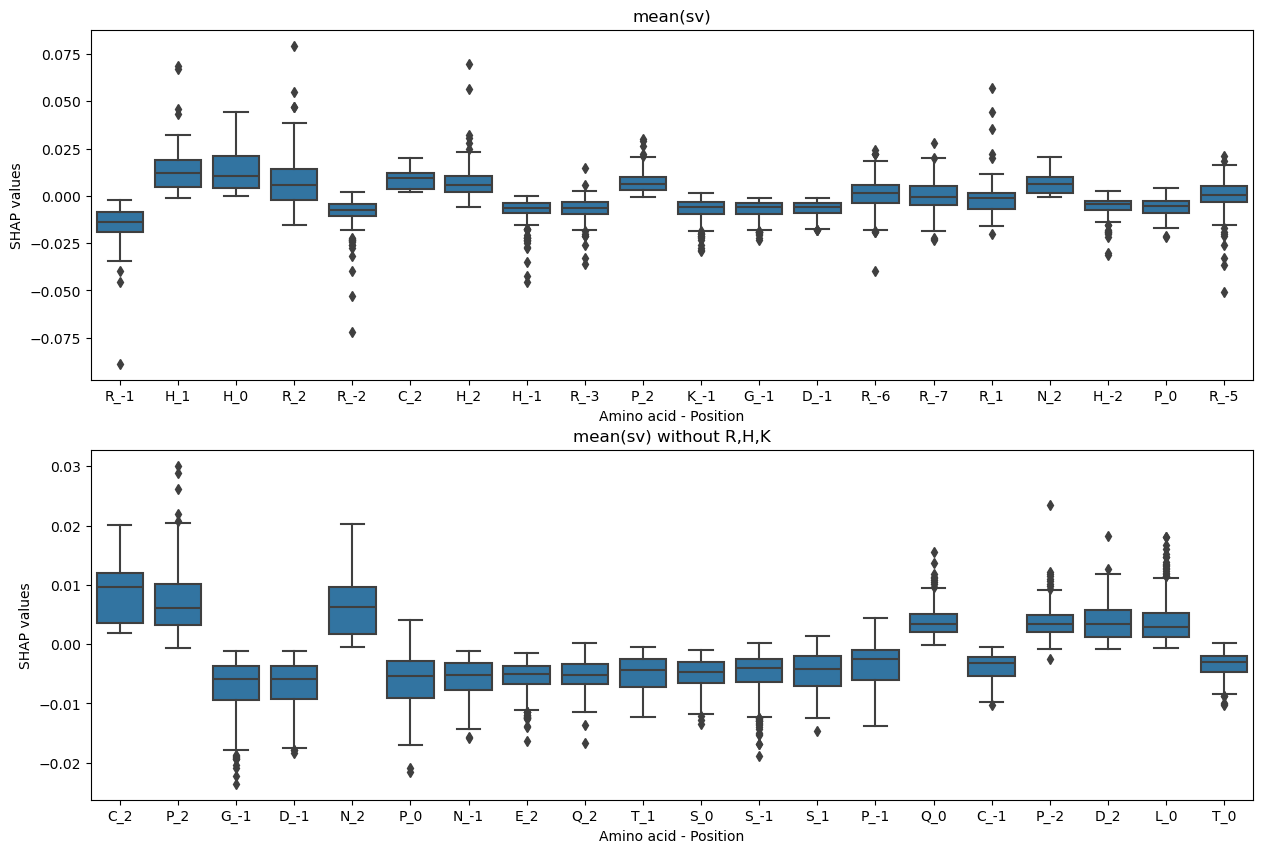 mean(sv)
0.075
0.050
0.025
0.000
−0.025
−0.050
−0.075
SHAP values
R_-1 H_1 H_0 R_2 R_-2 C_2 H_2 H_-1 R_-3 P_2 K_-1 G_-1 D_-1 R_-6 R_-7 R_1 N_2 H_-2 P_0 R_-5
Amino acid - Position
mean(sv) without R,H,K
0.03
0.02
0.01
0.00
−0.01
−0.02
SHAP values
C_2 P_2 G_-1 D_-1 N_2 P_0 N_-1 E_2 Q_2 T_1 S_0 S_-1 S_1 P_-1 Q_0 C_-1 P_-2 D_2 L_0 T_0
Amino acid - Position